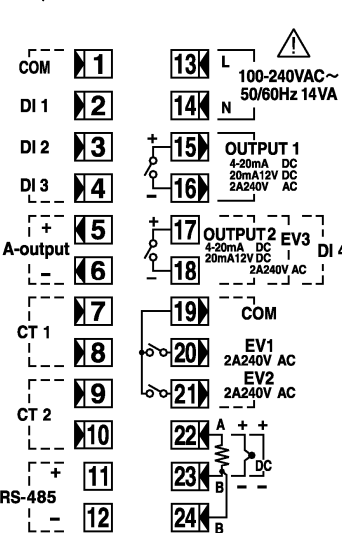 COM 1 13 L
100-240VAC~
50/60Hz 14VA
DI 1 2 14 N
DI 2 3 + 15 OUTPUT 1
4-20mA DC
20mA12V DC
2A240V AC
DI 3 4 - 16
+ 5 + 17 OUTPUT 2 EV3
A-output
4-20mA DC
20mA12V DC
DI 4
2A240V AC
- 6 - 18
7 19 COM
CT 1
8 20 EV1
2A240V AC
EV2
9 21 2A240V AC
CT 2
10 22 A + +
DC
+ 11 23 B - -
RS-485
- 12 24 B